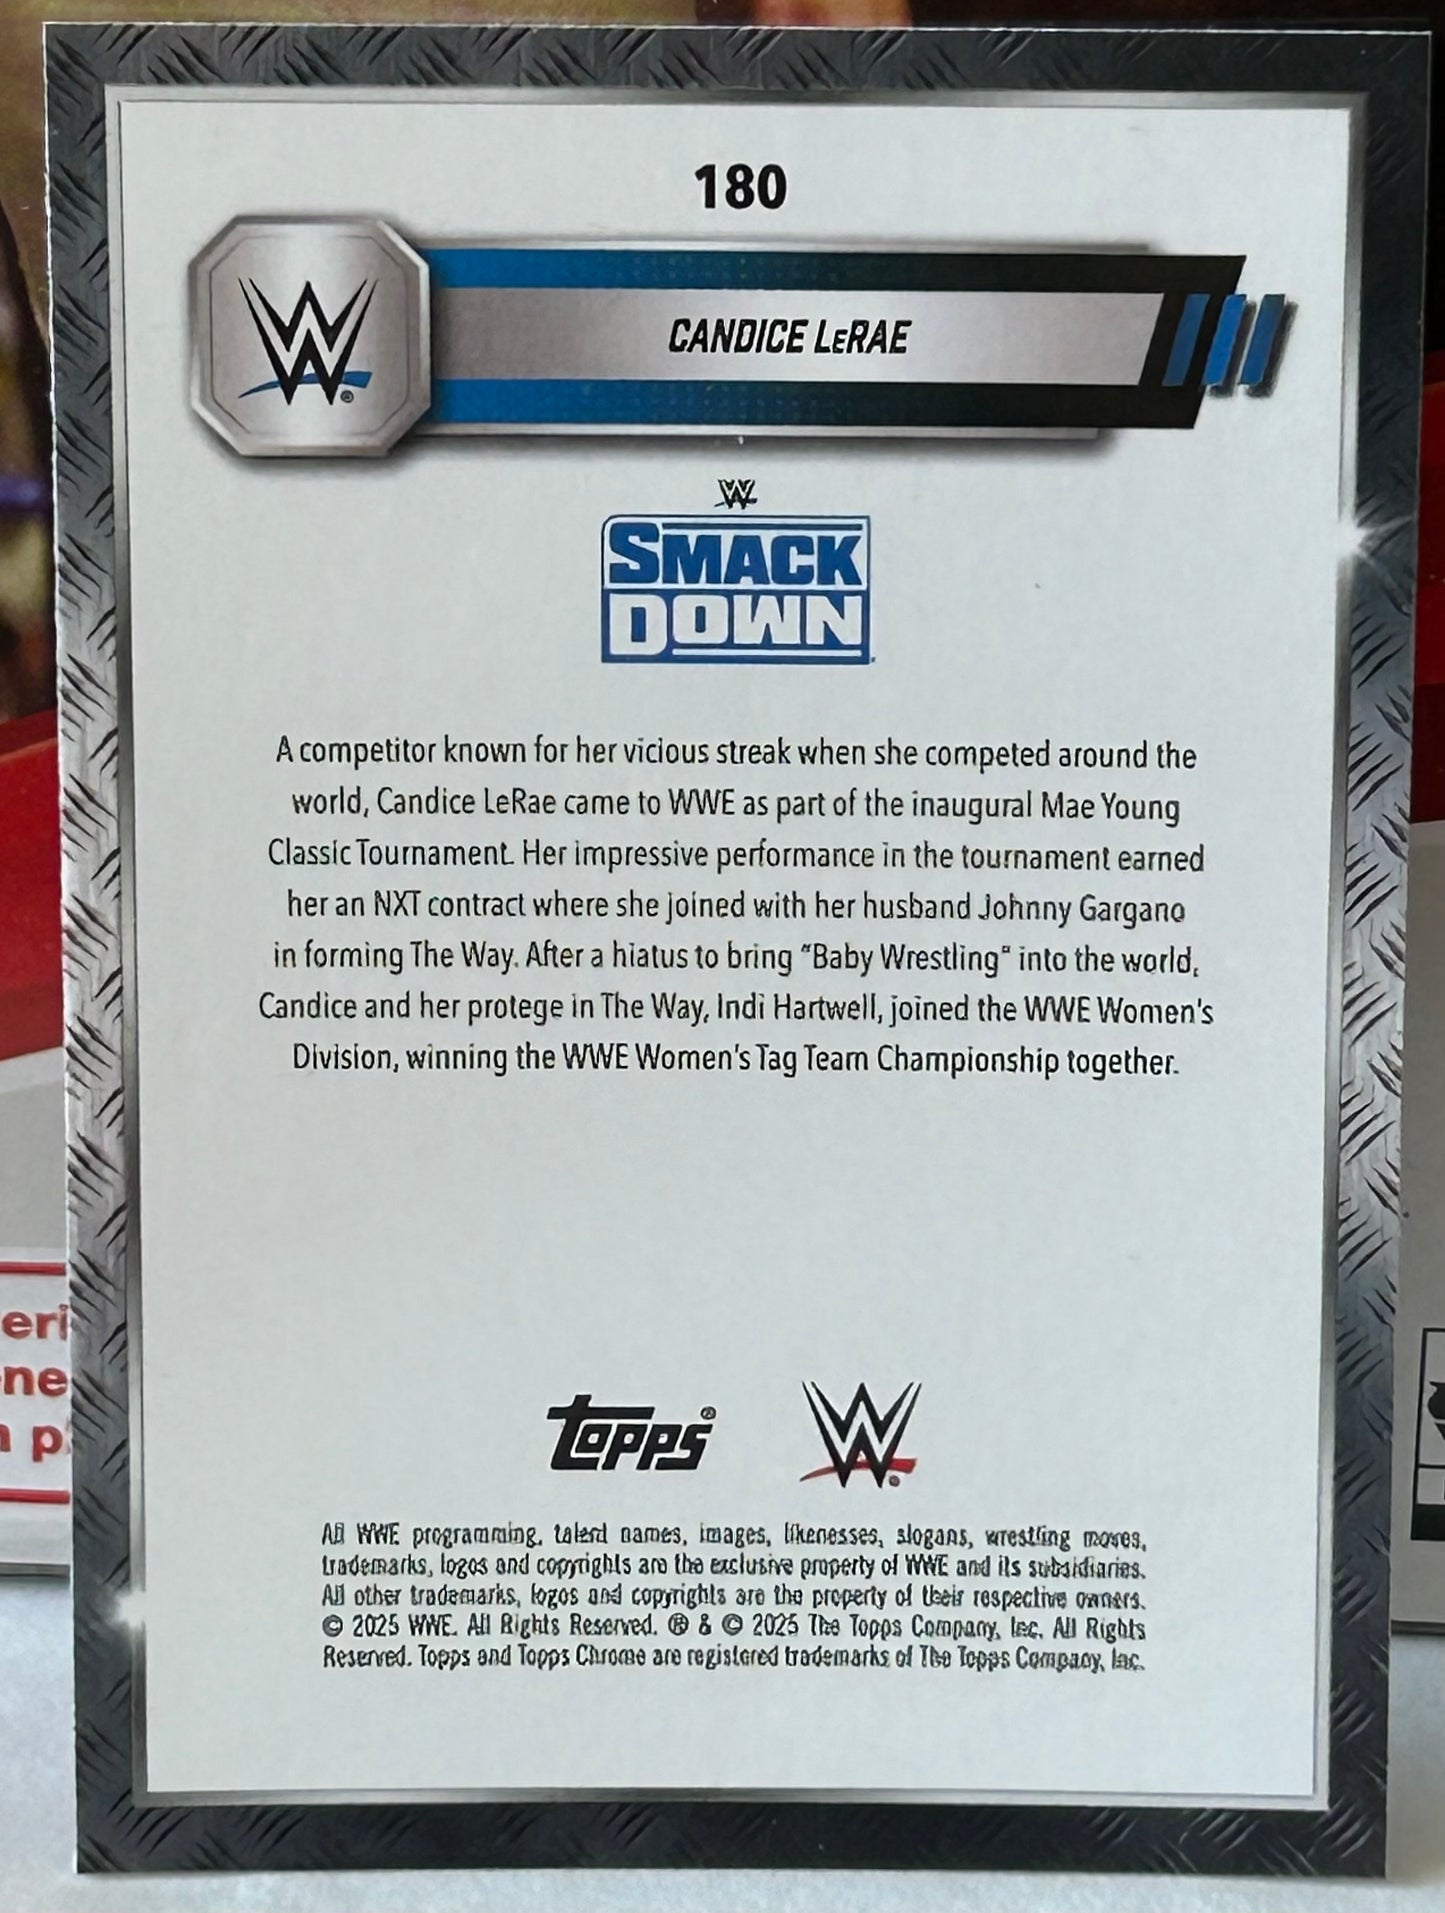 180
W
CANDICE LeRAE
W
SMACK
DOWN
A competitor known for her vicious streak when she competed around the
world, Candice LeRae came to WWE as part of the inaugural Mae Young
Classic Tournament. Her impressive performance in the tournament earned
her an NXT contract where she joined with her husband Johnny Gargano
in forming The Way. After a hiatus to bring "Baby Wrestling" into the world,
Candice and her protege in The Way, Indi Hartwell, joined the WWE Women's
Division, winning the WWE Women's Tag Team Championship together.
topps® W®
All WWE programming, talent names, images, likenesses, slogans, wrestling moves,
trademarks, logos and copyrights are the exclusive property of WWE and its subsidiaries.
All other trademarks, logos and copyrights are the property of their respective owners.
© 2025 WWE. All Rights Reserved. ® & © 2025 The Topps Company, Inc. All Rights
Reserved. Topps and Topps Chrome are registered trademarks of The Topps Company, Inc.
eri
ne
n p